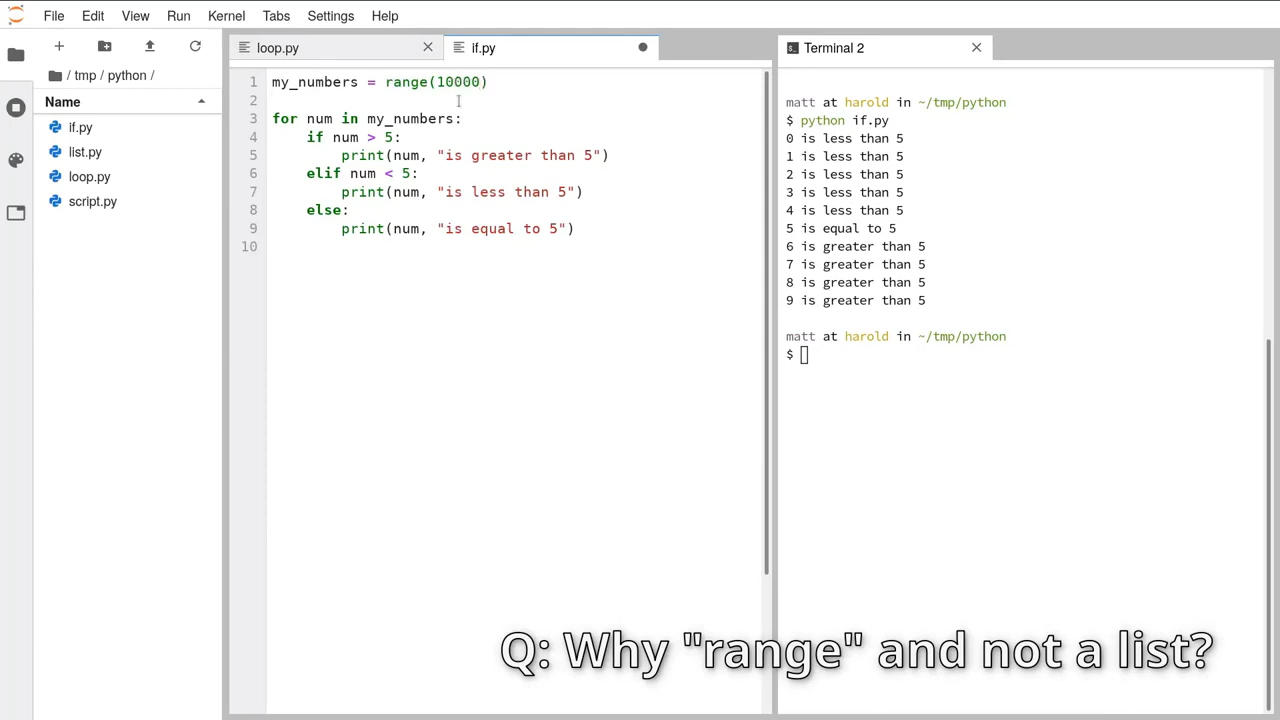 File Edit View Run Kernel Tabs Settings Help
/ tmp / python /
Name
if.py
list.py
loop.py
script.py
loop.py
if.py
1 my_numbers = range(10000)
2
3 for num in my_numbers:
4     if num > 5:
5         print(num, "is greater than 5")
6     elif num < 5:
7         print(num, "is less than 5")
8     else:
9         print(num, "is equal to 5")
10
Terminal 2
matt at harold in ~/tmp/python
$ python if.py
0 is less than 5
1 is less than 5
2 is less than 5
3 is less than 5
4 is less than 5
5 is equal to 5
6 is greater than 5
7 is greater than 5
8 is greater than 5
9 is greater than 5
matt at harold in ~/tmp/python
$
Q: Why "range" and not a list?